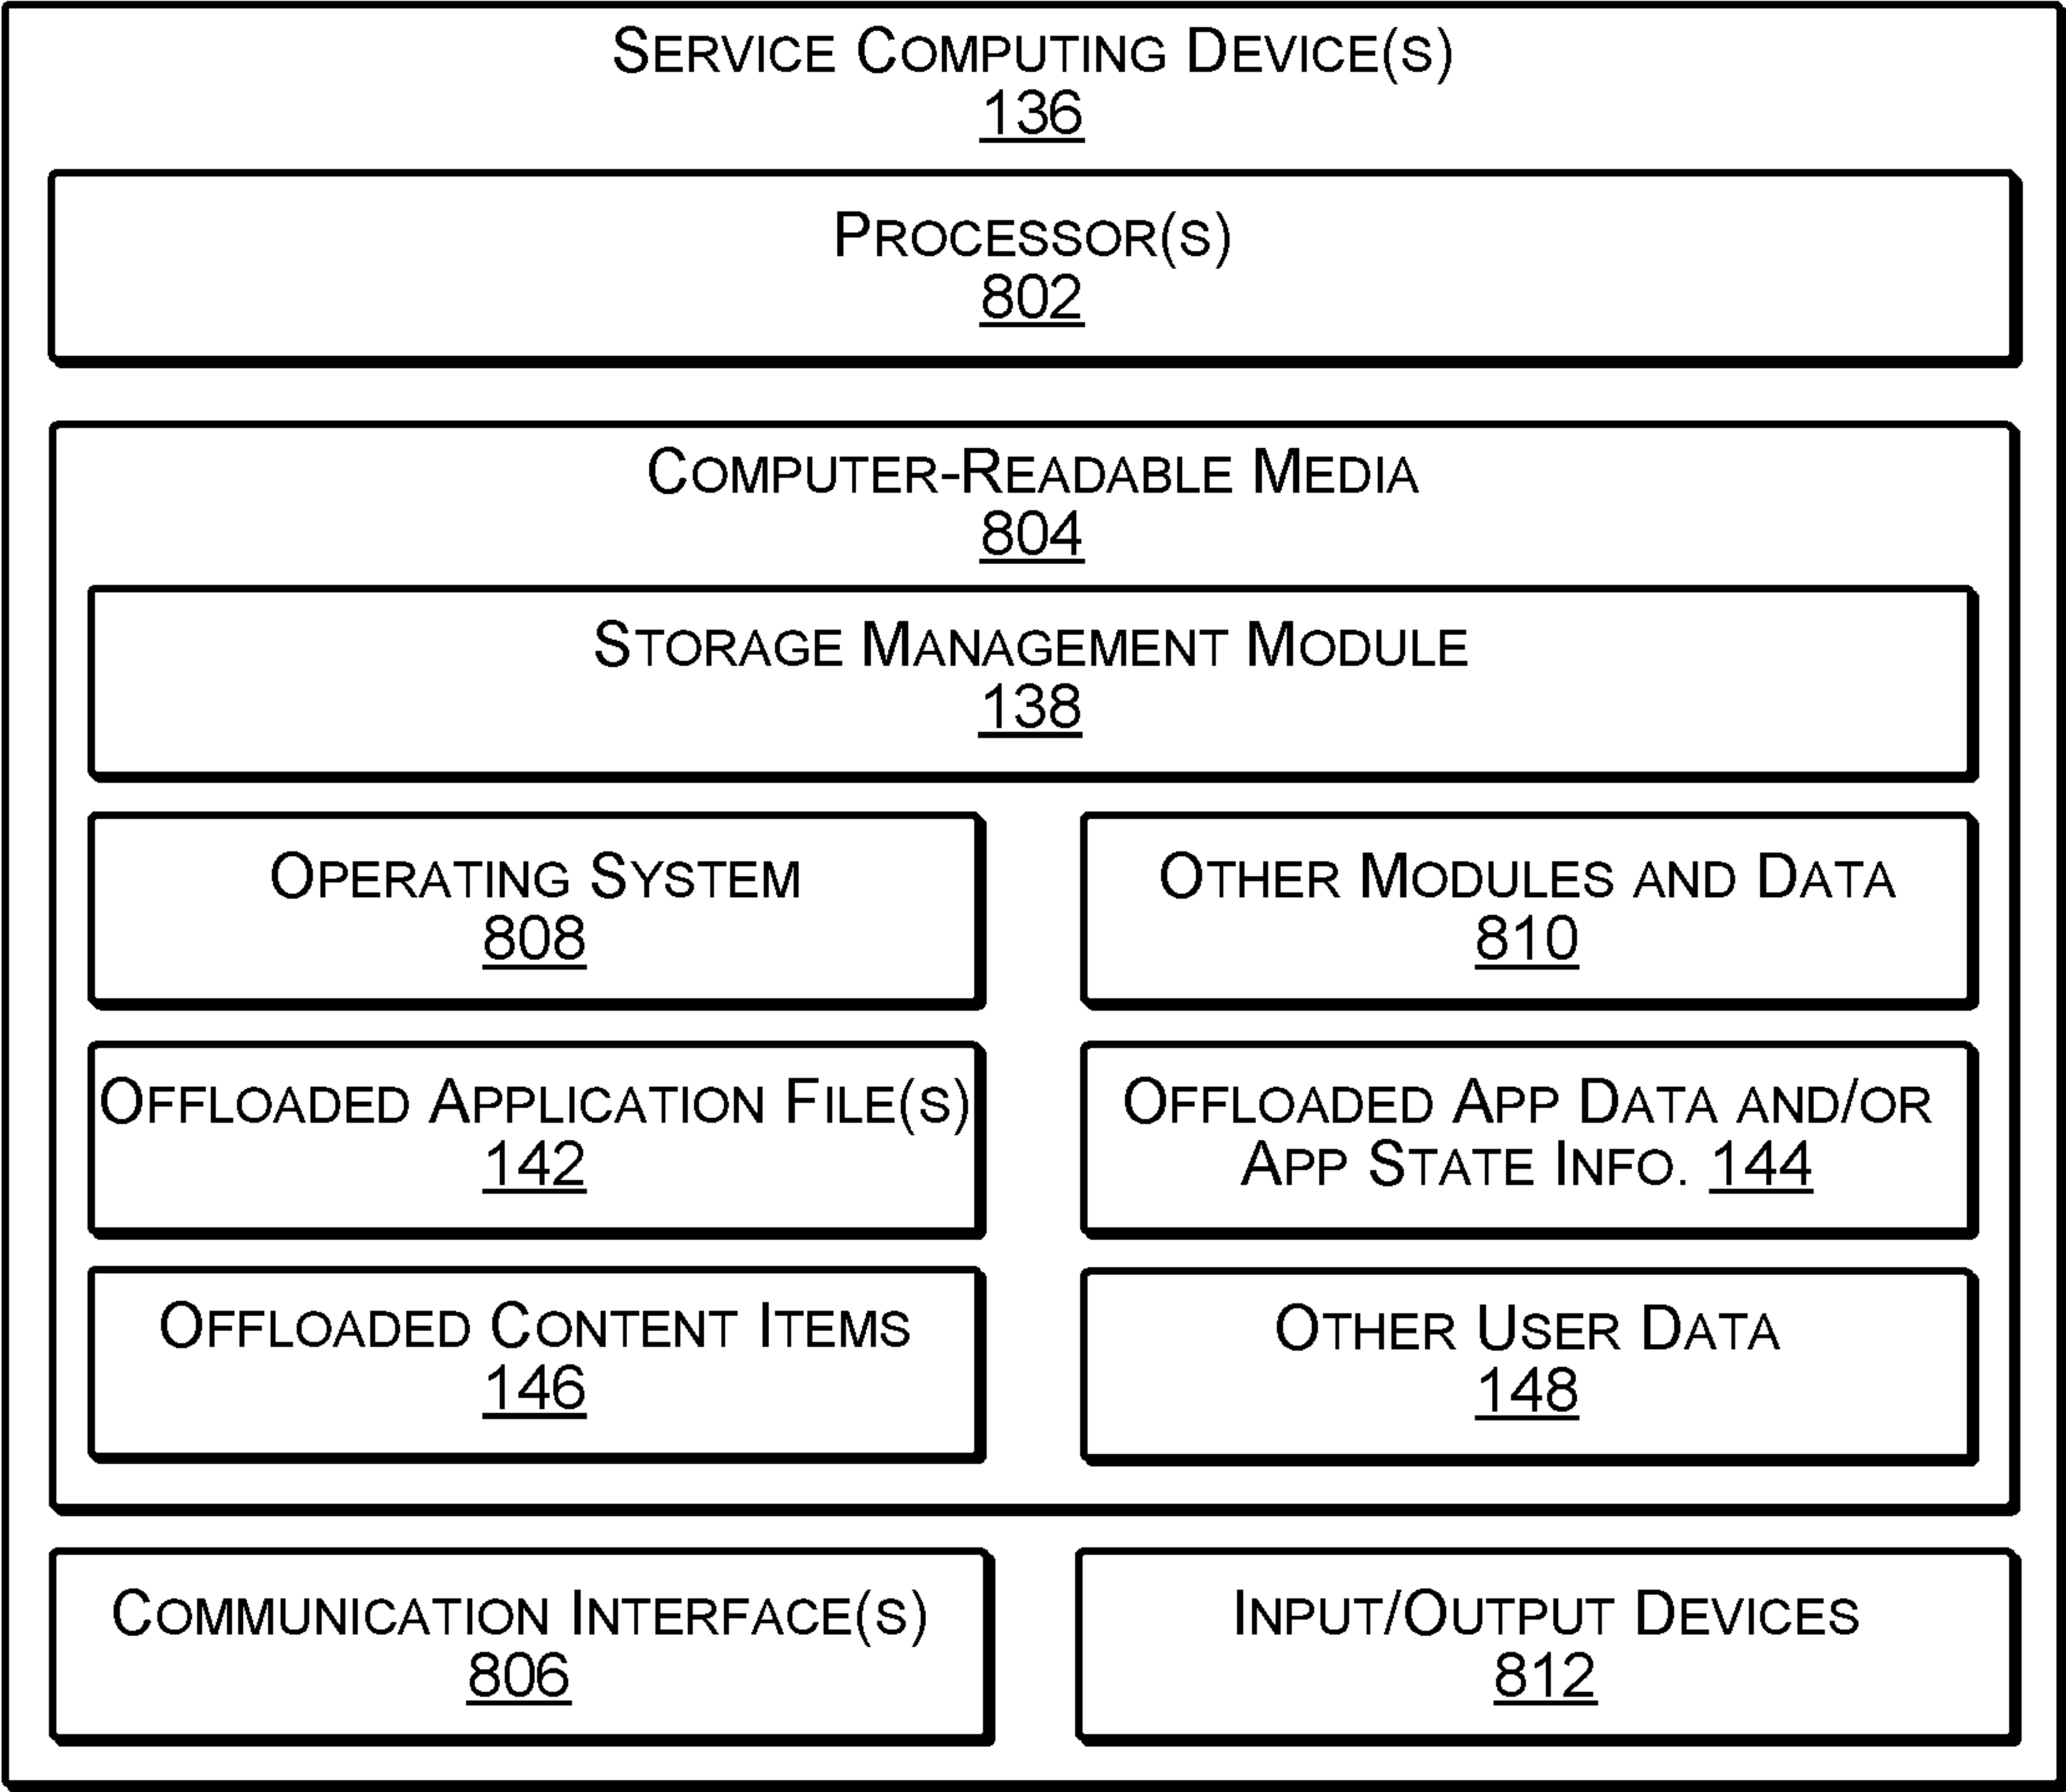 SERVICE COMPUTING DEVICE(S)
136
PROCESSOR(S)
802
COMPUTER-READABLE MEDIA
804
STORAGE MANAGEMENT MODULE
138
OPERATING SYSTEM
808
OTHER MODULES AND DATA
810
OFFLOADED APPLICATION FILE(S)
142
OFFLOADED APP DATA AND/OR
APP STATE INFO. 144
OFFLOADED CONTENT ITEMS
146
OTHER USER DATA
148
COMMUNICATION INTERFACE(S)
806
INPUT/OUTPUT DEVICES
812